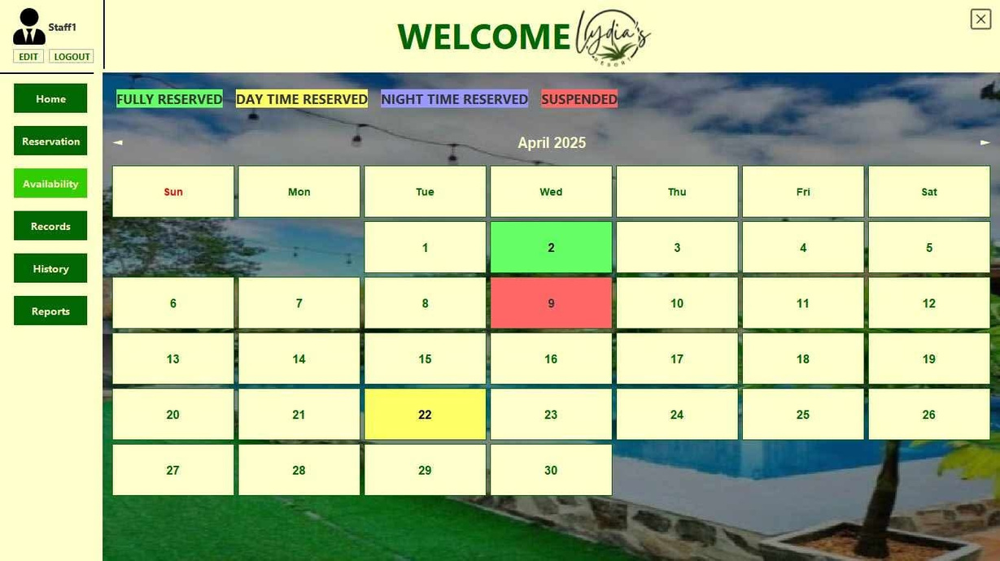 Staff1
EDIT LOGOUT
WELCOME Lydia's
RESORT
Home
Reservation
Availability
Records
History
Reports
FULLY RESERVED DAY TIME RESERVED NIGHT TIME RESERVED SUSPENDED
April 2025
Sun Mon Tue Wed Thu Fri Sat
1 2 3 4 5
6 7 8 9 10 11 12
13 14 15 16 17 18 19
20 21 22 23 24 25 26
27 28 29 30